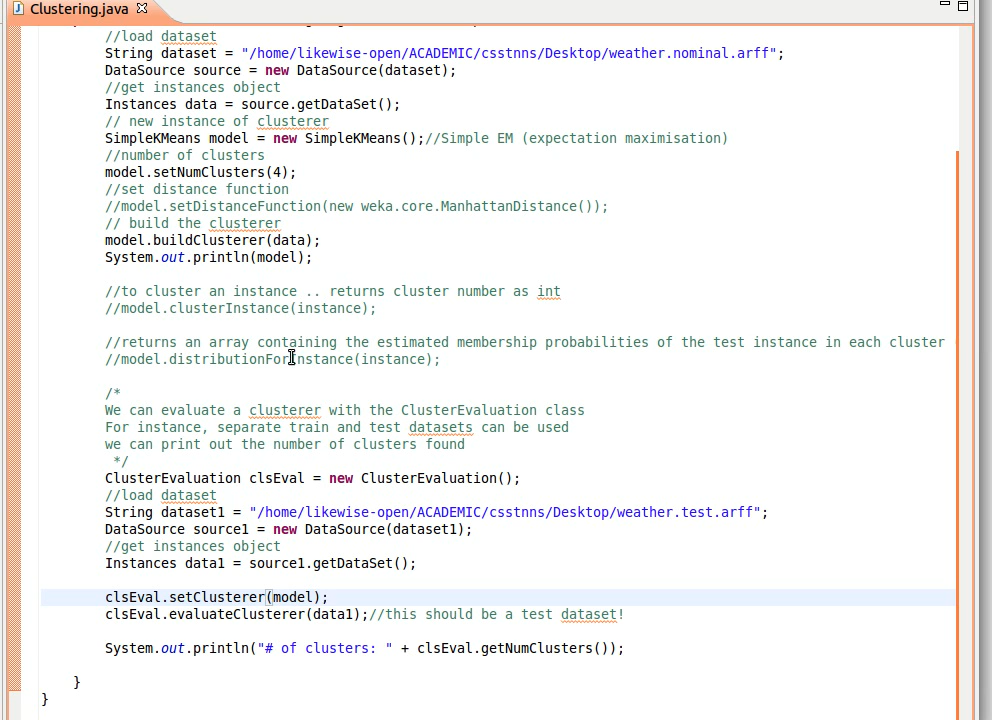 Clustering.java
//load dataset
String dataset = "/home/likewise-open/ACADEMIC/csstnns/Desktop/weather.nominal.arff";
DataSource source = new DataSource(dataset);
//get instances object
Instances data = source.getDataSet();
// new instance of clusterer
SimpleKMeans model = new SimpleKMeans();//Simple EM (expectation maximisation)
//number of clusters
model.setNumClusters(4);
//set distance function
//model.setDistanceFunction(new weka.core.ManhattanDistance());
// build the clusterer
model.buildClusterer(data);
System.out.println(model);
//to cluster an instance .. returns cluster number as int
//model.clusterInstance(instance);
//returns an array containing the estimated membership probabilities of the test instance in each cluster
//model.distributionForInstance(instance);
/*
We can evaluate a clusterer with the ClusterEvaluation class
For instance, separate train and test datasets can be used
we can print out the number of clusters found
*/
ClusterEvaluation clsEval = new ClusterEvaluation();
//load dataset
String dataset1 = "/home/likewise-open/ACADEMIC/csstnns/Desktop/weather.test.arff";
DataSource source1 = new DataSource(dataset1);
//get instances object
Instances data1 = source1.getDataSet();
clsEval.setClusterer(model);
clsEval.evaluateClusterer(data1);//this should be a test dataset!
System.out.println("# of clusters: " + clsEval.getNumClusters());
}
}